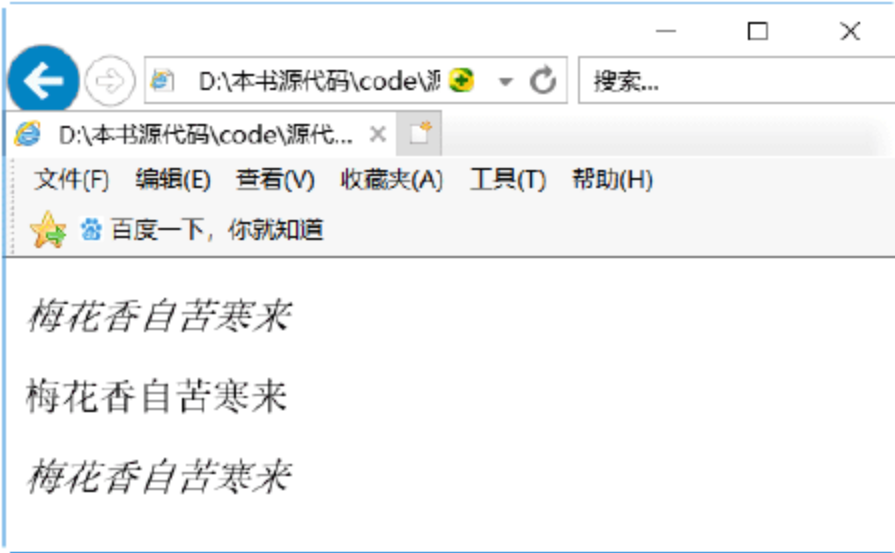 D:\本书源代码\code\源
搜索...
D:\本书源代码\code\源代...
文件(F) 编辑(E) 查看(V) 收藏夹(A) 工具(T) 帮助(H)
百度一下，你就知道
梅花香自苦寒来
梅花香自苦寒来
梅花香自苦寒来